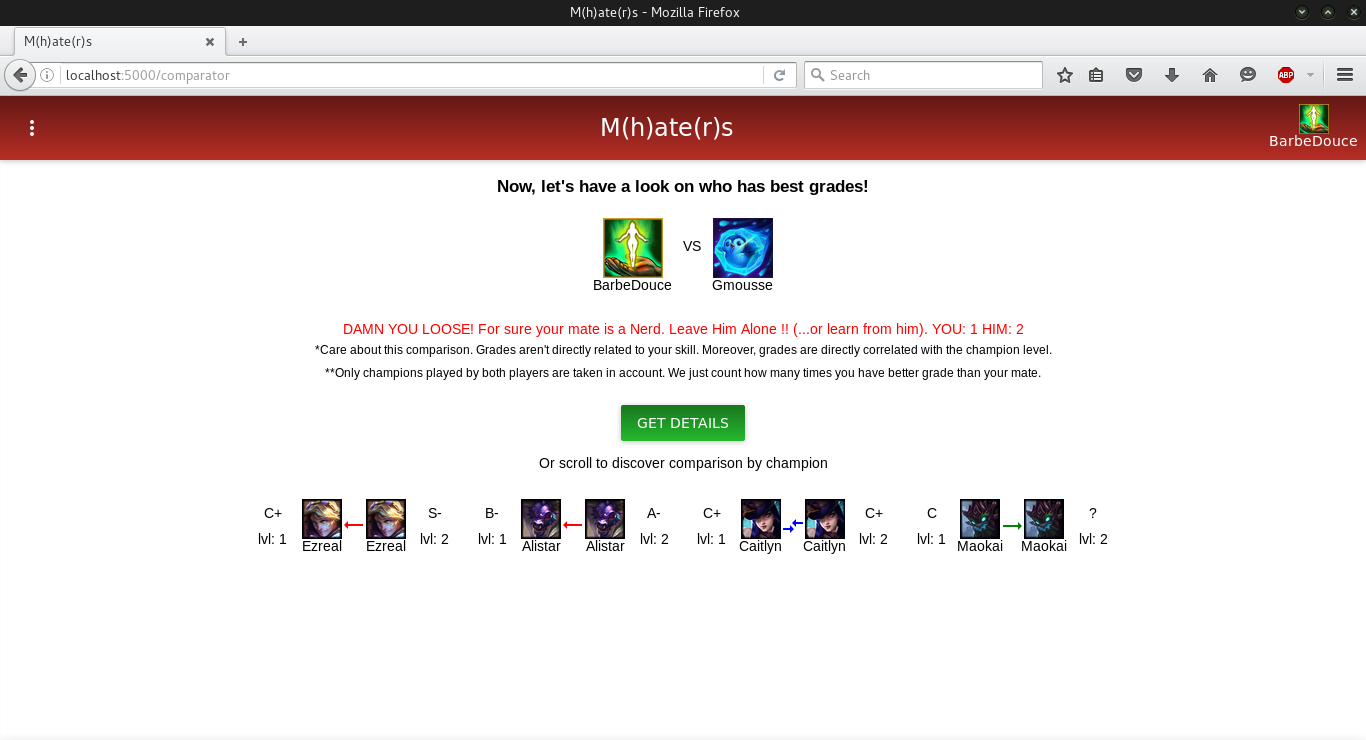 M(h)ate(r)s - Mozilla Firefox
M(h)ate(r)s
localhost:5000/comparator
Search
ABP
M(h)ate(r)s
BarbeDouce
Now, let's have a look on who has best grades!
VS
BarbeDouce Gmousse
DAMN YOU LOOSE! For sure your mate is a Nerd. Leave Him Alone !! (...or learn from him). YOU: 1 HIM: 2
*Care about this comparison. Grades aren't directly related to your skill. Moreover, grades are directly correlated with the champion level.
**Only champions played by both players are taken in account. We just count how many times you have better grade than your mate.
GET DETAILS
Or scroll to discover comparison by champion
C+ S- B- A- C+ C+ C ?
lvl: 1 lvl: 2 lvl: 1 lvl: 2 lvl: 1 lvl: 2 lvl: 1 lvl: 2
Ezreal Ezreal Alistar Alistar Caitlyn Caitlyn Maokai Maokai